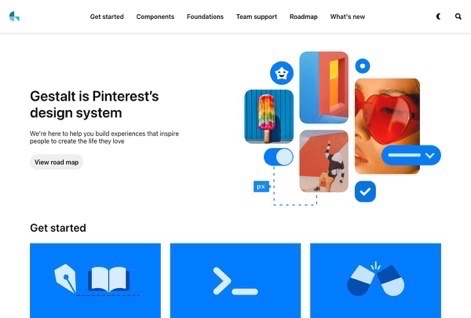 Get started Components Foundations Team support Roadmap What's new
Gestalt is Pinterest's
design system
We're here to help you build experiences that inspire
people to create the life they love
View road map
px
Get started